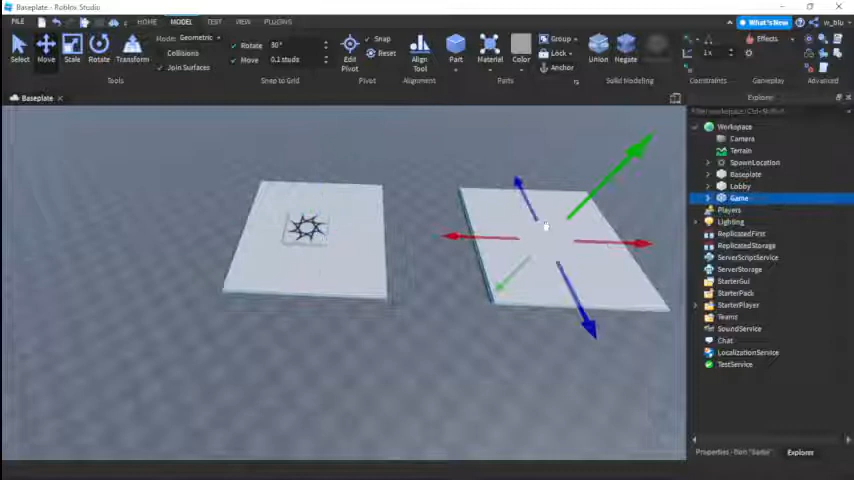 Baseplate - Roblox Studio
FILE HOME MODEL TEST VIEW PLUGINS What's New w_blu
Select Move Scale Rotate Transform
Mode: Geometric
Collisions
Join Surfaces
Tools
Rotate 30°
Move 0.1 studs
Snap to Grid
Edit Pivot
Snap
Reset
Pivot
Align Tool
Alignment
Part Material Color
Group
Lock
Anchor
Parts
Union Negate
Solid Modeling
1x
Constraints
Effects
Gameplay
Advanced
Baseplate
Explorer
Workspace
Camera
Terrain
SpawnLocation
Baseplate
Lobby
Game
Players
Lighting
ReplicatedFirst
ReplicatedStorage
ServerScriptService
ServerStorage
StarterGui
StarterPack
StarterPlayer
Teams
SoundService
Chat
LocalizationService
TestService
Explorer